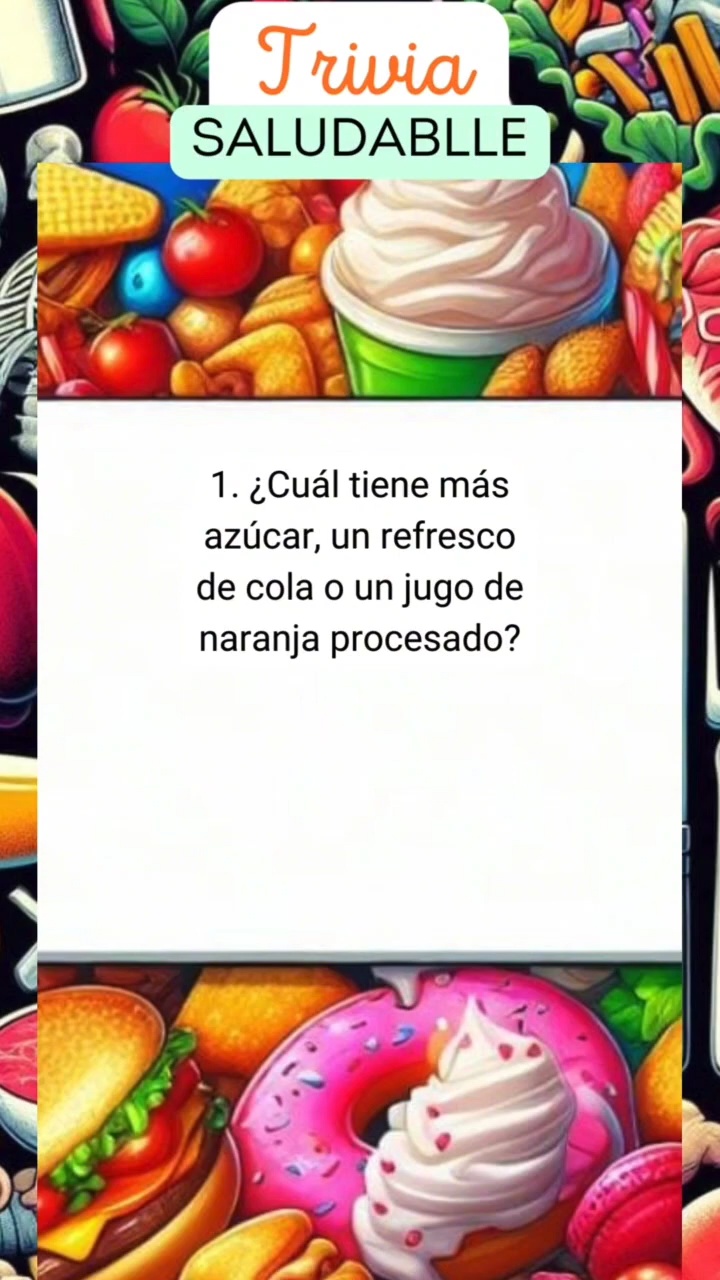 Trivia
SALUDABLLE
1. ¿Cuál tiene más
azúcar, un refresco
de cola o un jugo de
naranja procesado?